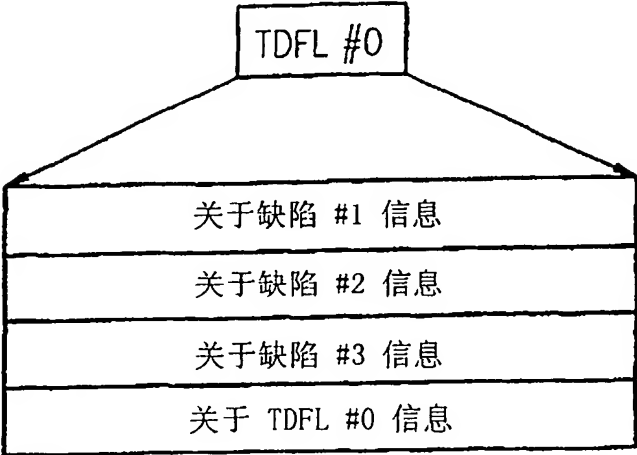 TDFL #0
关于缺陷 #1 信息
关于缺陷 #2 信息
关于缺陷 #3 信息
关于 TDFL #0 信息